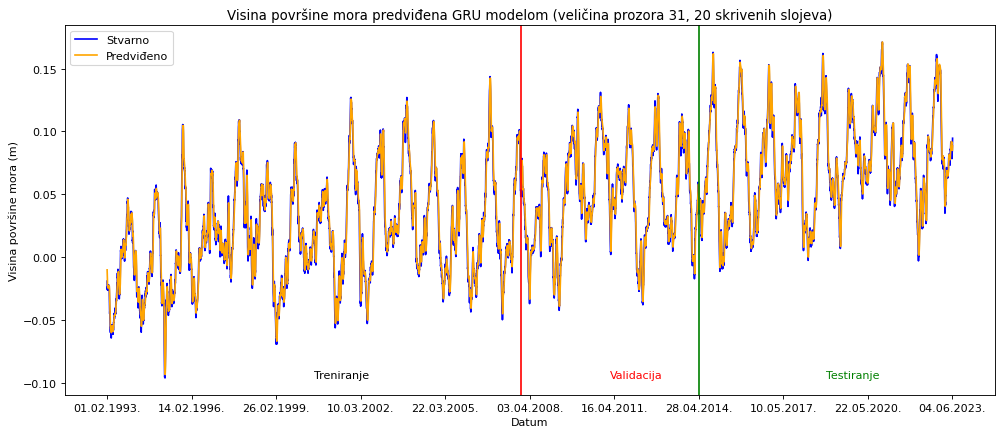 Visina površine mora predviđena GRU modelom (veličina prozora 31, 20 skrivenih slojeva)
Stvarno
Predviđeno
Visina površine mora (m)
0.15
0.10
0.05
0.00
−0.05
−0.10
Treniranje
Validacija
Testiranje
01.02.1993.
14.02.1996.
26.02.1999.
10.03.2002.
22.03.2005.
03.04.2008.
16.04.2011.
28.04.2014.
10.05.2017.
22.05.2020.
04.06.2023.
Datum